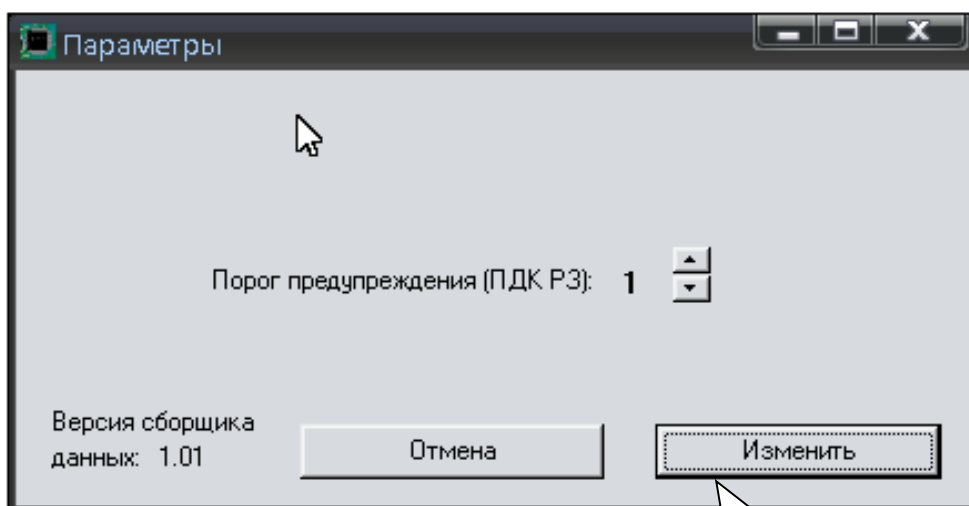 Параметры
Порог предупреждения (ПДК РЗ): 1
Версия сборщика
данных: 1.01
Отмена
Изменить